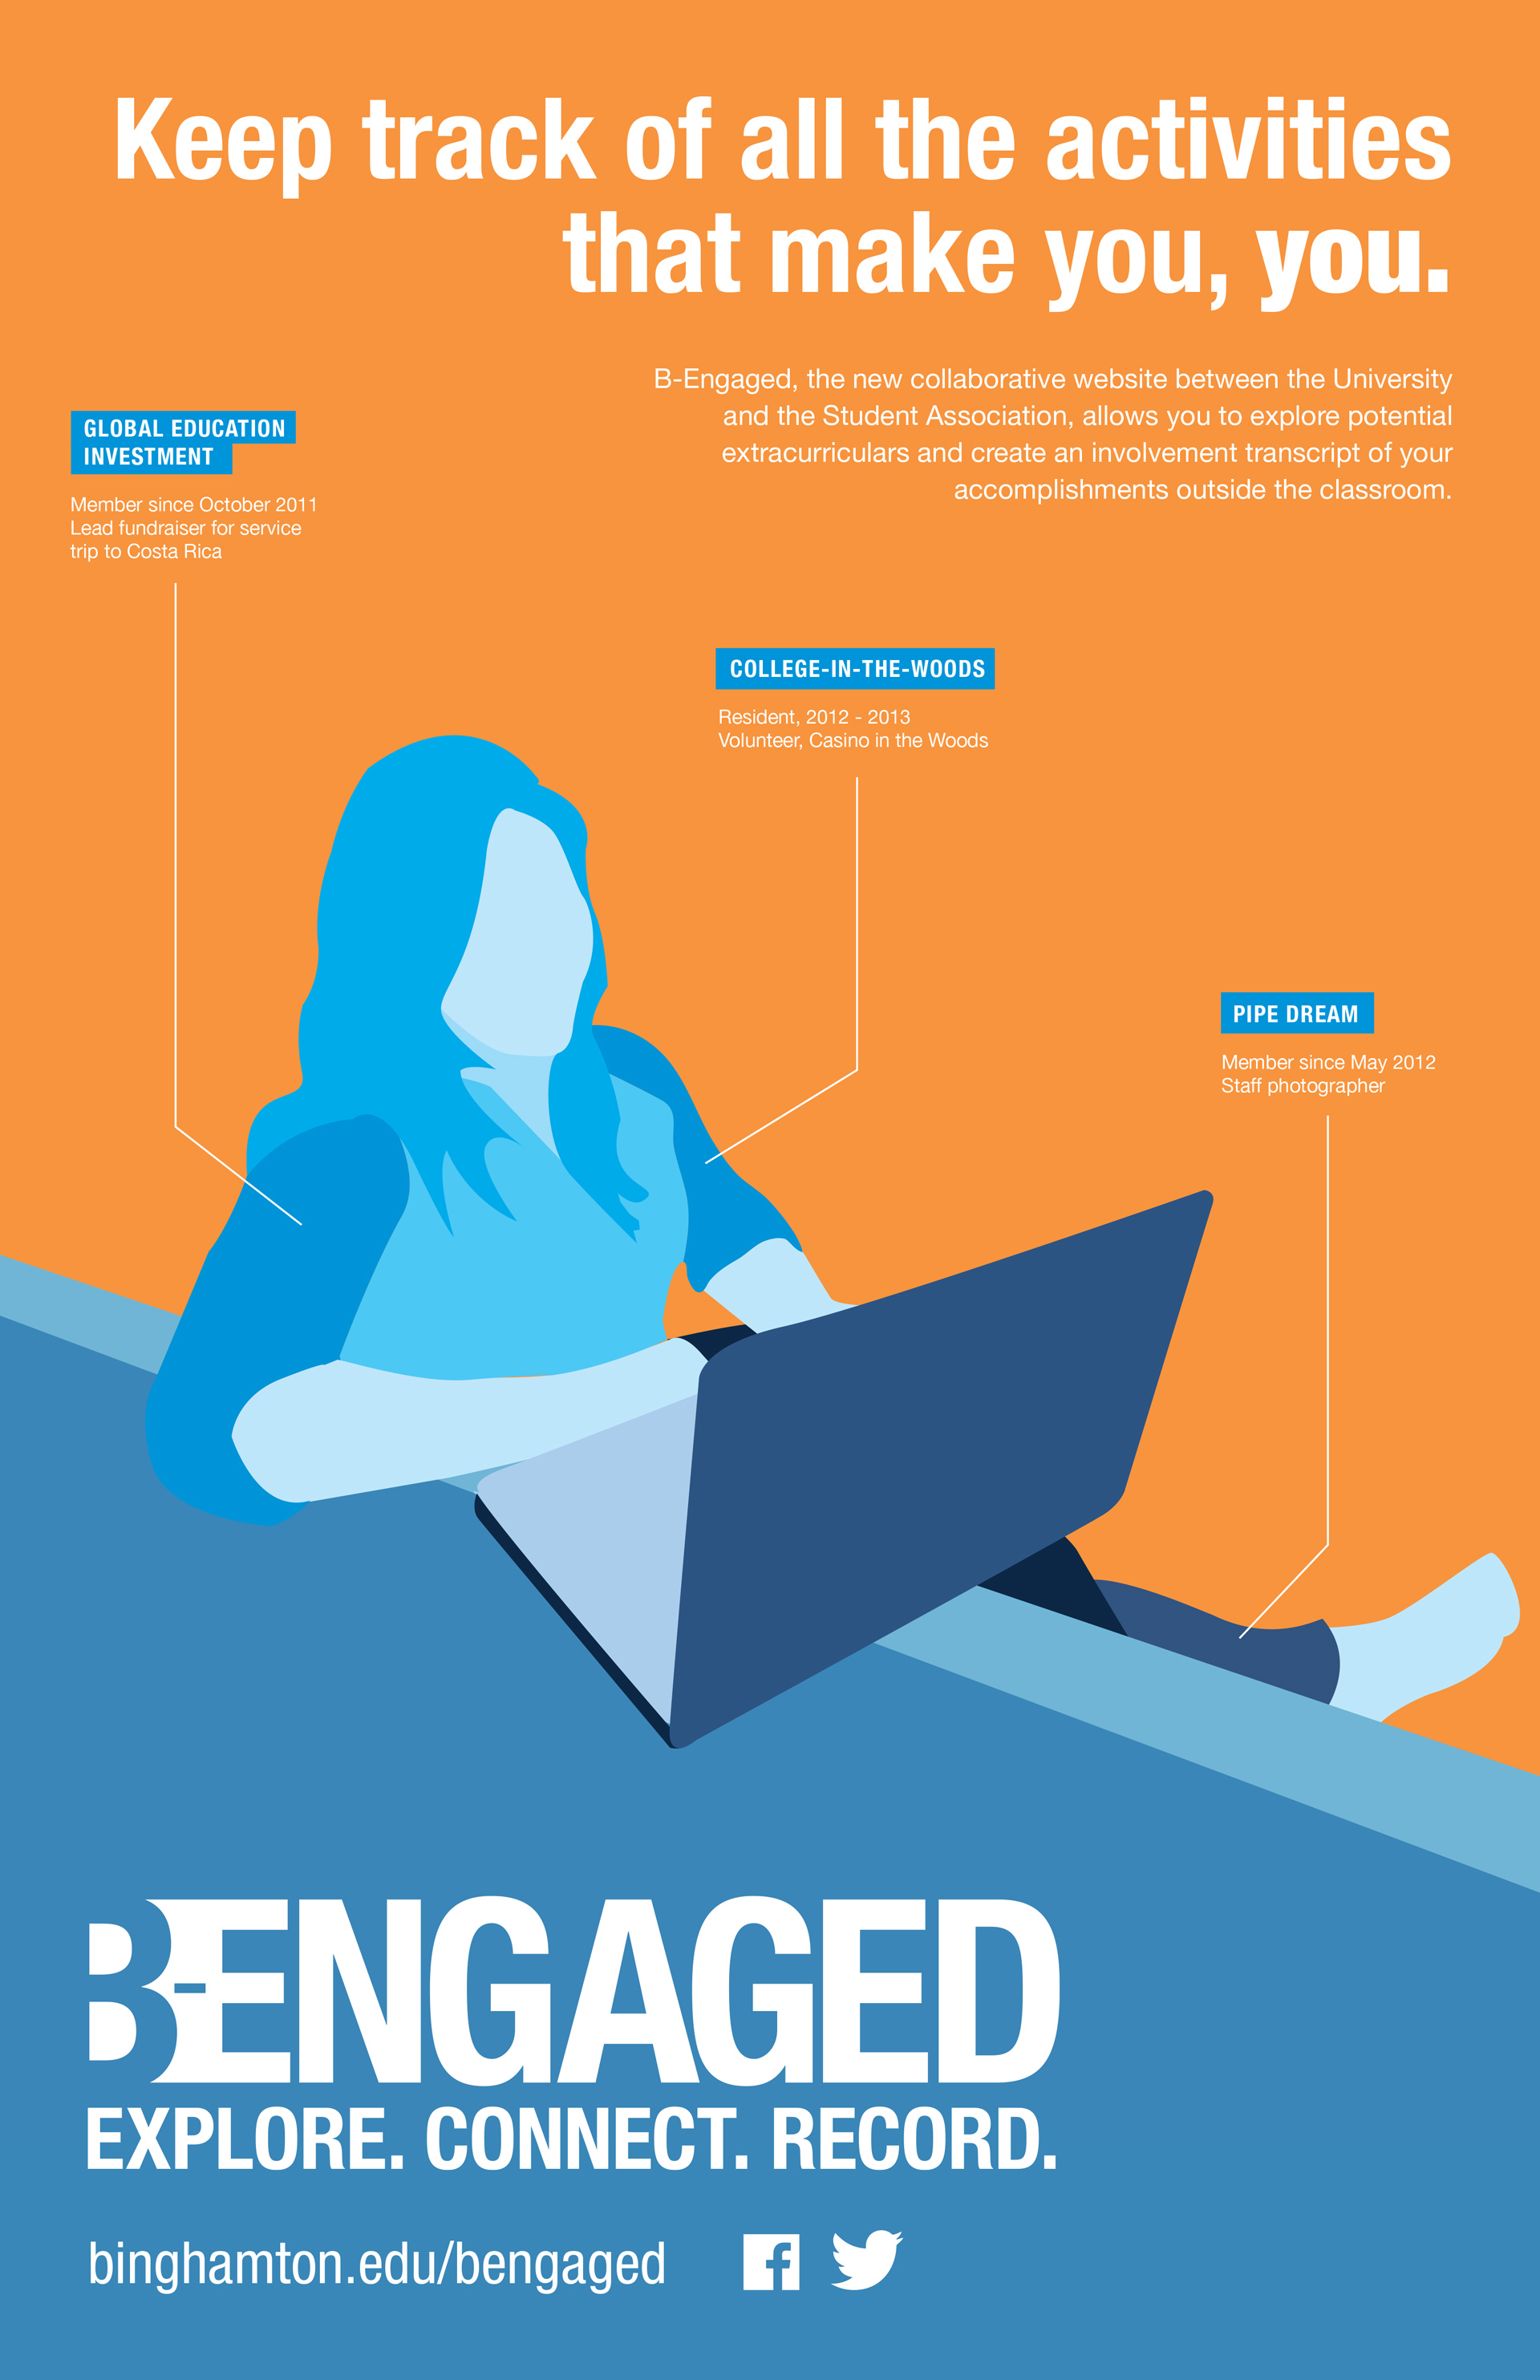 Keep track of all the activities
that make you, you.
B-Engaged, the new collaborative website between the University
and the Student Association, allows you to explore potential
extracurriculars and create an involvement transcript of your
accomplishments outside the classroom.
GLOBAL EDUCATION
INVESTMENT
Member since October 2011
Lead fundraiser for service
trip to Costa Rica
COLLEGE-IN-THE-WOODS
Resident, 2012 - 2013
Volunteer, Casino in the Woods
PIPE DREAM
Member since May 2012
Staff photographer
B-ENGAGED
EXPLORE. CONNECT. RECORD.
binghamton.edu/bengaged